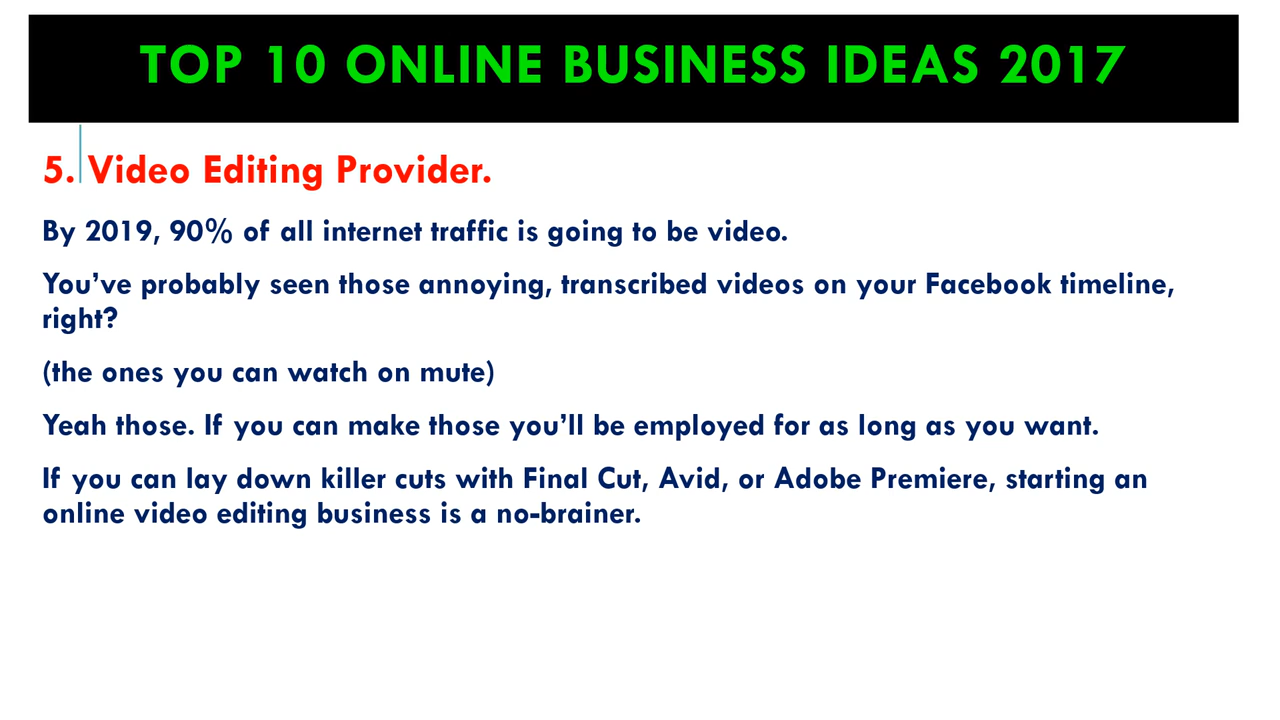 TOP 10 ONLINE BUSINESS IDEAS 2017
5. Video Editing Provider.
By 2019, 90% of all internet traffic is going to be video.
You’ve probably seen those annoying, transcribed videos on your Facebook timeline,
right?
(the ones you can watch on mute)
Yeah those. If you can make those you’ll be employed for as long as you want.
If you can lay down killer cuts with Final Cut, Avid, or Adobe Premiere, starting an
online video editing business is a no-brainer.